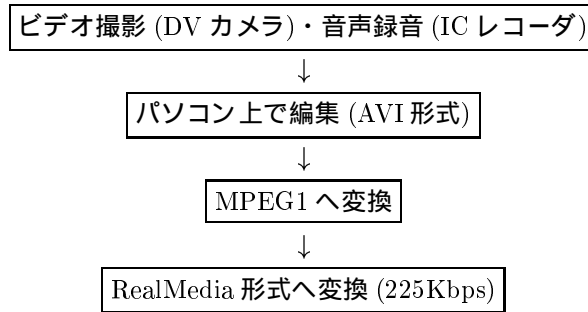 ビデオ撮影 (DV カメラ)・音声録音 (IC レコーダ)
↓
パソコン上で編集 (AVI 形式)
↓
MPEG1 へ変換
↓
RealMedia 形式へ変換 (225Kbps)